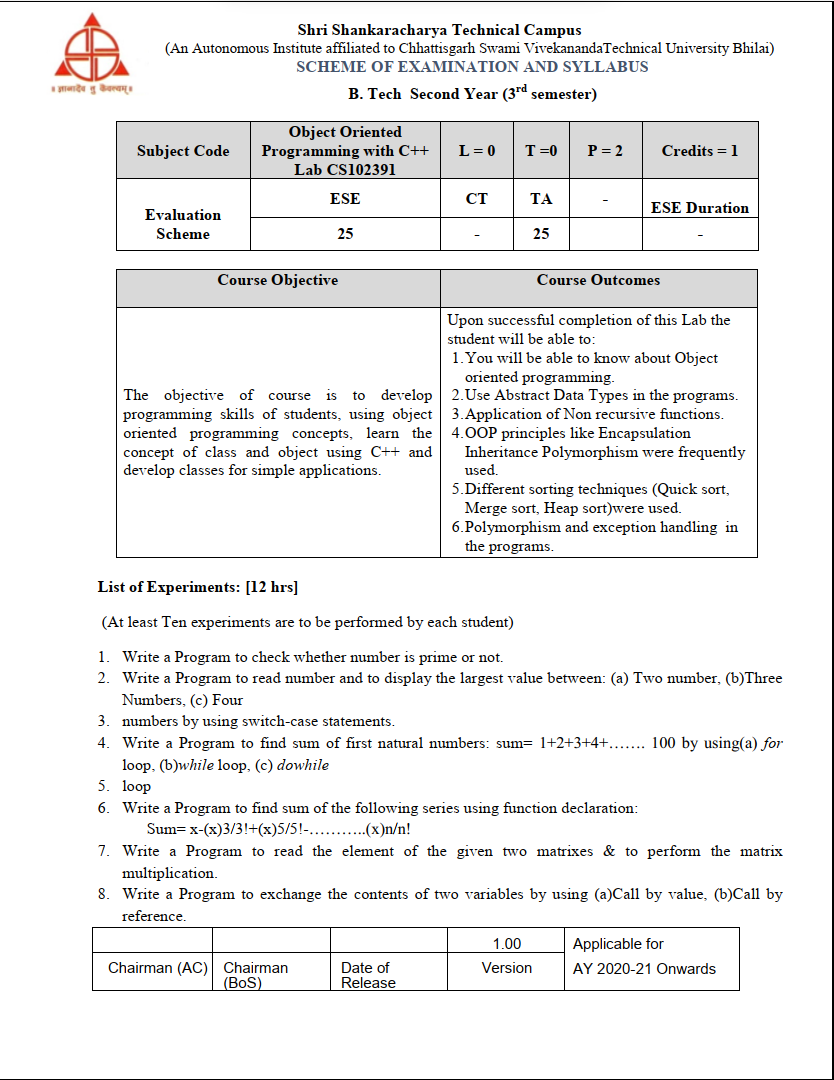 Shri Shankaracharya Technical Campus
(An Autonomous Institute affiliated to Chhattisgarh Swami VivekanandaTechnical University Bhilai)
SCHEME OF EXAMINATION AND SYLLABUS
॥ ज्ञानादेव तु कैवल्यम् ॥
B. Tech Second Year (3rd semester)
Subject Code
Object Oriented
Programming with C++
Lab CS102391
L = 0
T =0
P = 2
Credits = 1
Evaluation
Scheme
ESE
CT
TA
-
ESE Duration
25
-
25
-
Course Objective
Course Outcomes
The objective of course is to develop
programming skills of students, using object
oriented programming concepts, learn the
concept of class and object using C++ and
develop classes for simple applications.
Upon successful completion of this Lab the
student will be able to:
1.You will be able to know about Object
oriented programming.
2.Use Abstract Data Types in the programs.
3.Application of Non recursive functions.
4.OOP principles like Encapsulation
Inheritance Polymorphism were frequently
used.
5.Different sorting techniques (Quick sort,
Merge sort, Heap sort)were used.
6.Polymorphism and exception handling in
the programs.
List of Experiments: [12 hrs]
(At least Ten experiments are to be performed by each student)
1. Write a Program to check whether number is prime or not.
2. Write a Program to read number and to display the largest value between: (a) Two number, (b)Three
Numbers, (c) Four
3. numbers by using switch-case statements.
4. Write a Program to find sum of first natural numbers: sum= 1+2+3+4+……. 100 by using(a) for
loop, (b)while loop, (c) dowhile
5. loop
6. Write a Program to find sum of the following series using function declaration:
Sum= x-(x)3/3!+(x)5/5!-………..(x)n/n!
7. Write a Program to read the element of the given two matrixes & to perform the matrix
multiplication.
8. Write a Program to exchange the contents of two variables by using (a)Call by value, (b)Call by
reference.
1.00
Applicable for
Chairman (AC)
Chairman
(BoS)
Date of
Release
Version
AY 2020-21 Onwards